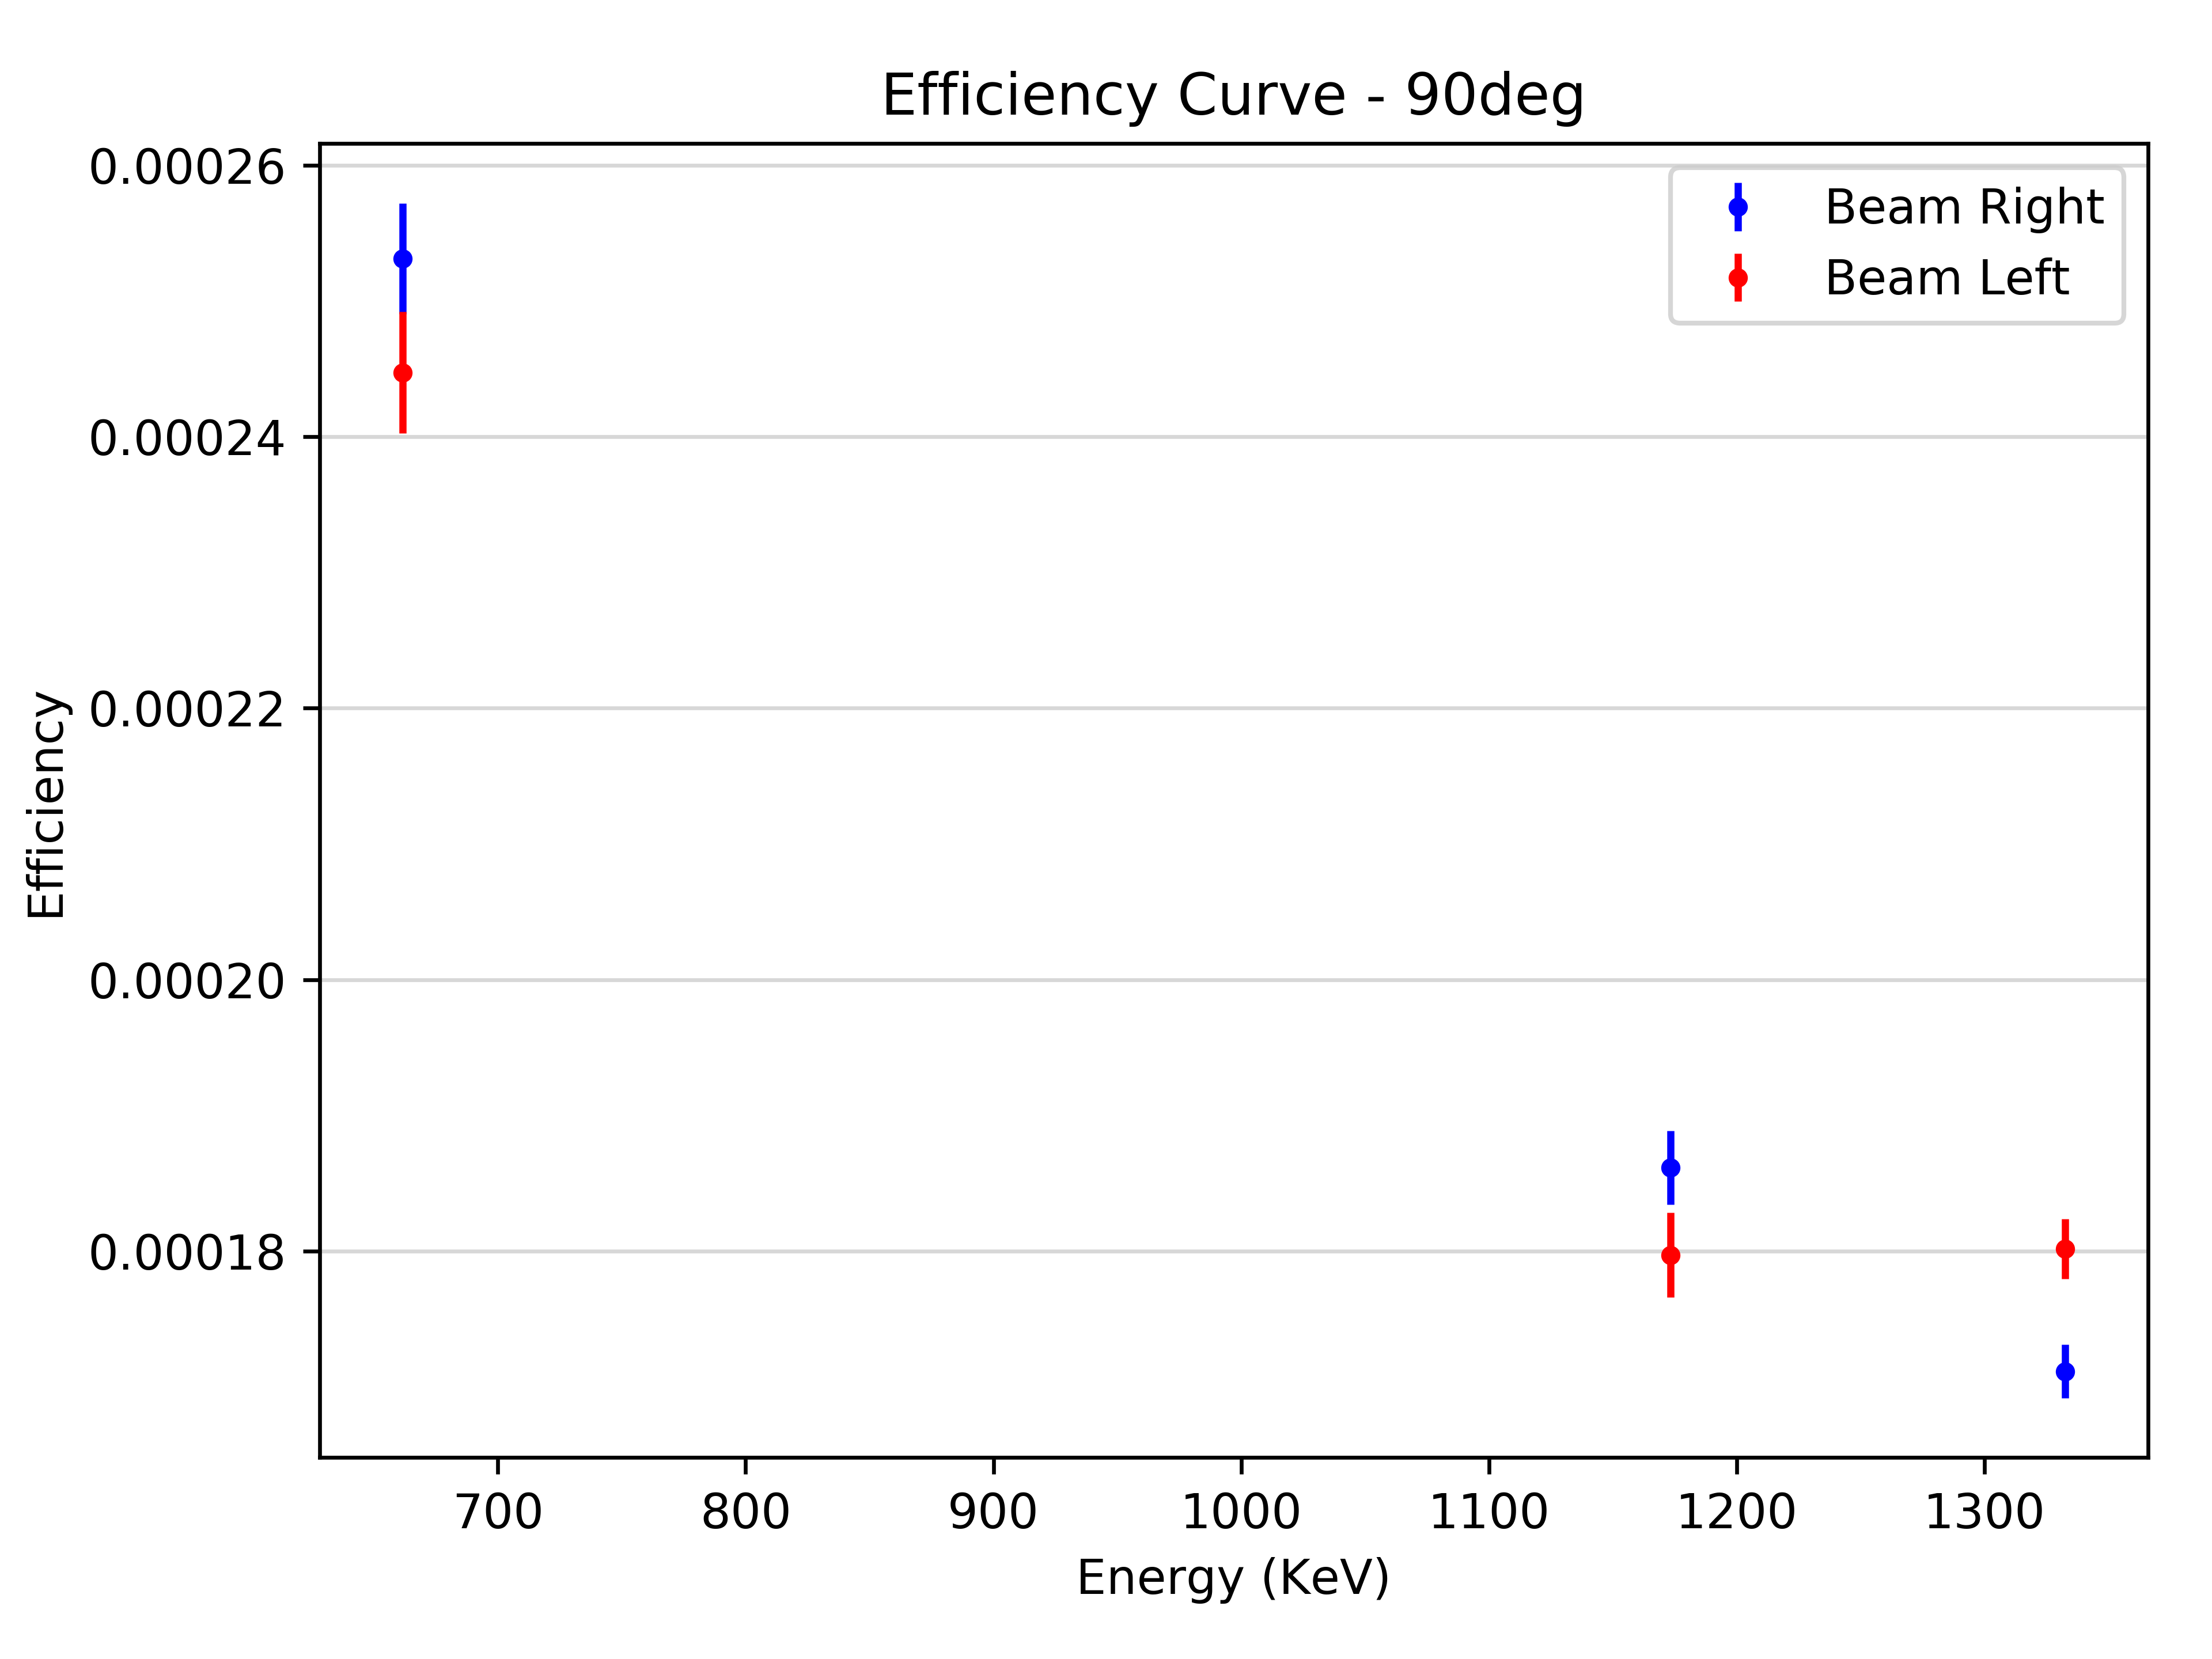 Efficiency Curve - 90deg
0.00026
0.00024
0.00022
0.00020
0.00018
Efficiency
Beam Right
Beam Left
700 800 900 1000 1100 1200 1300
Energy (KeV)